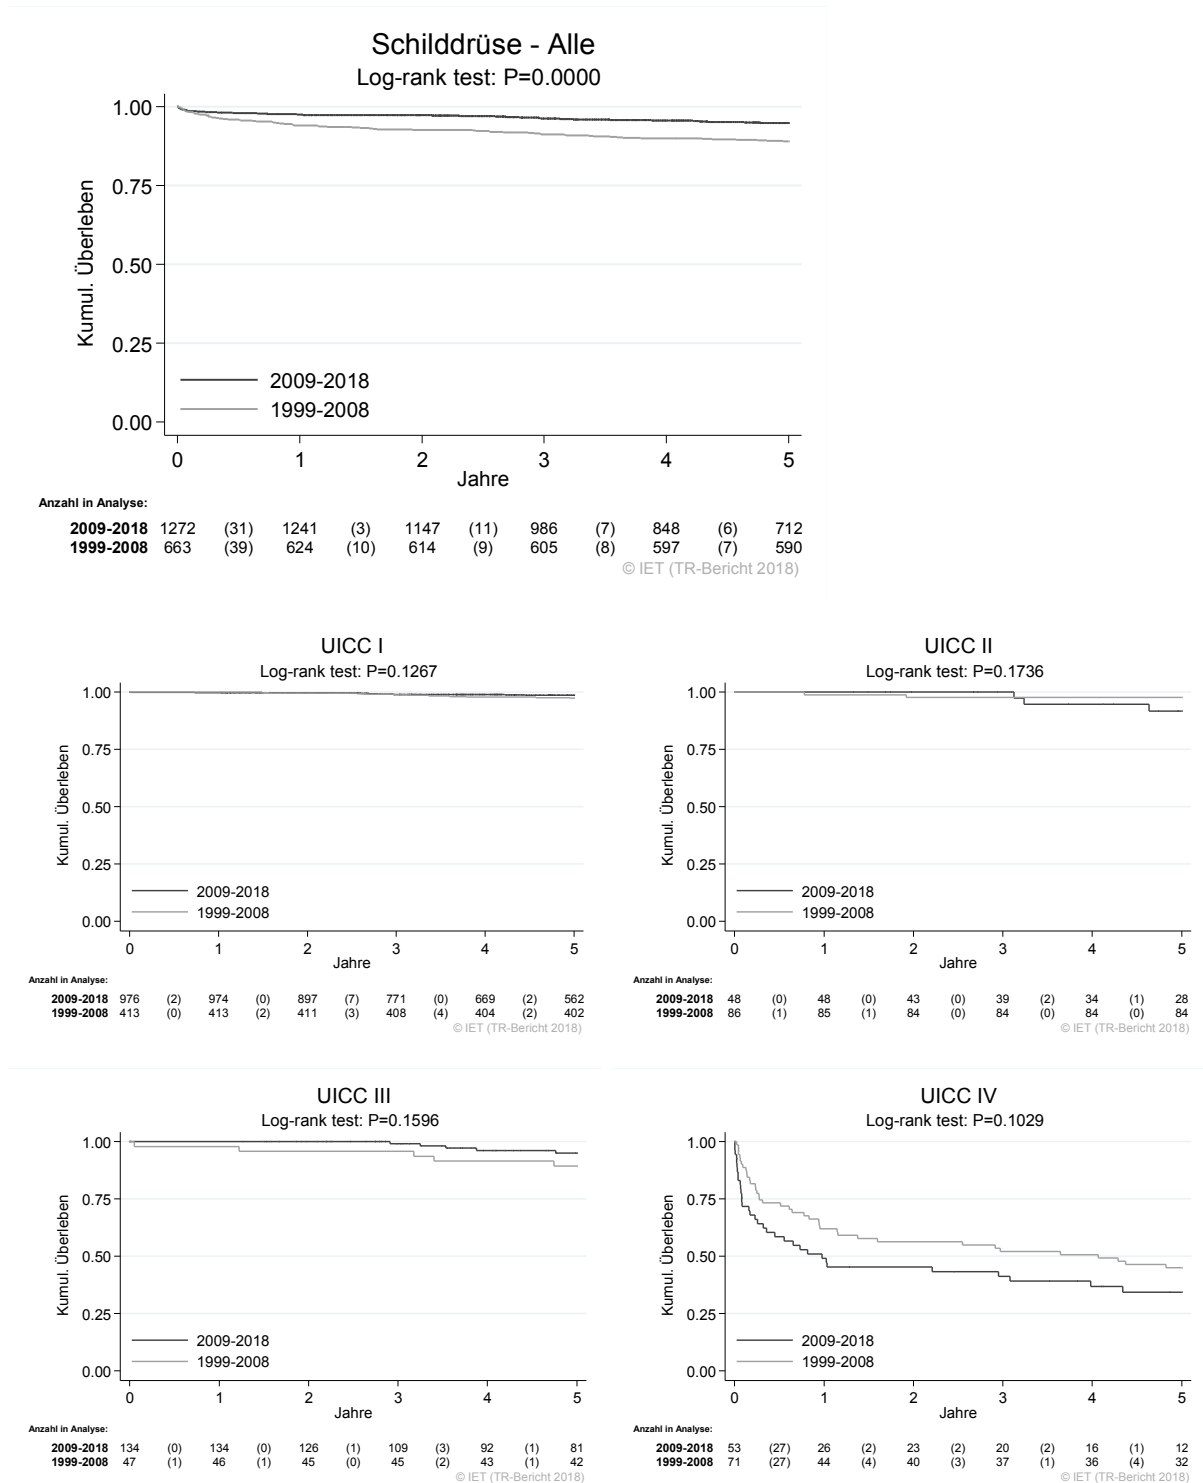 Schilddrüse - Alle
Log-rank test: P=0.0000
Kumul. Überleben
1.00
0.75
0.50
0.25
0.00
2009-2018
1999-2008
0 1 2 3 4 5
Jahre
Anzahl in Analyse:
2009-2018 1272 (31) 1241 (3) 1147 (11) 986 (7) 848 (6) 712
1999-2008 663 (39) 624 (10) 614 (9) 605 (8) 597 (7) 590
© IET (TR-Bericht 2018)
UICC I
Log-rank test: P=0.1267
Kumul. Überleben
1.00
0.75
0.50
0.25
0.00
2009-2018
1999-2008
0 1 2 3 4 5
Jahre
Anzahl in Analyse:
2009-2018 976 (2) 974 (0) 897 (7) 771 (0) 669 (2) 562
1999-2008 413 (0) 413 (2) 411 (3) 408 (4) 404 (2) 402
© IET (TR-Bericht 2018)
UICC II
Log-rank test: P=0.1736
Kumul. Überleben
1.00
0.75
0.50
0.25
0.00
2009-2018
1999-2008
0 1 2 3 4 5
Jahre
Anzahl in Analyse:
2009-2018 48 (0) 48 (0) 43 (0) 39 (2) 34 (1) 28
1999-2008 86 (1) 85 (1) 84 (0) 84 (0) 84 (0) 84
© IET (TR-Bericht 2018)
UICC III
Log-rank test: P=0.1596
Kumul. Überleben
1.00
0.75
0.50
0.25
0.00
2009-2018
1999-2008
0 1 2 3 4 5
Jahre
Anzahl in Analyse:
2009-2018 134 (0) 134 (0) 126 (1) 109 (3) 92 (1) 81
1999-2008 47 (1) 46 (1) 45 (0) 45 (2) 43 (1) 42
© IET (TR-Bericht 2018)
UICC IV
Log-rank test: P=0.1029
Kumul. Überleben
1.00
0.75
0.50
0.25
0.00
2009-2018
1999-2008
0 1 2 3 4 5
Jahre
Anzahl in Analyse:
2009-2018 53 (27) 26 (2) 23 (2) 20 (2) 16 (1) 12
1999-2008 71 (27) 44 (4) 40 (3) 37 (1) 36 (4) 32
© IET (TR-Bericht 2018)